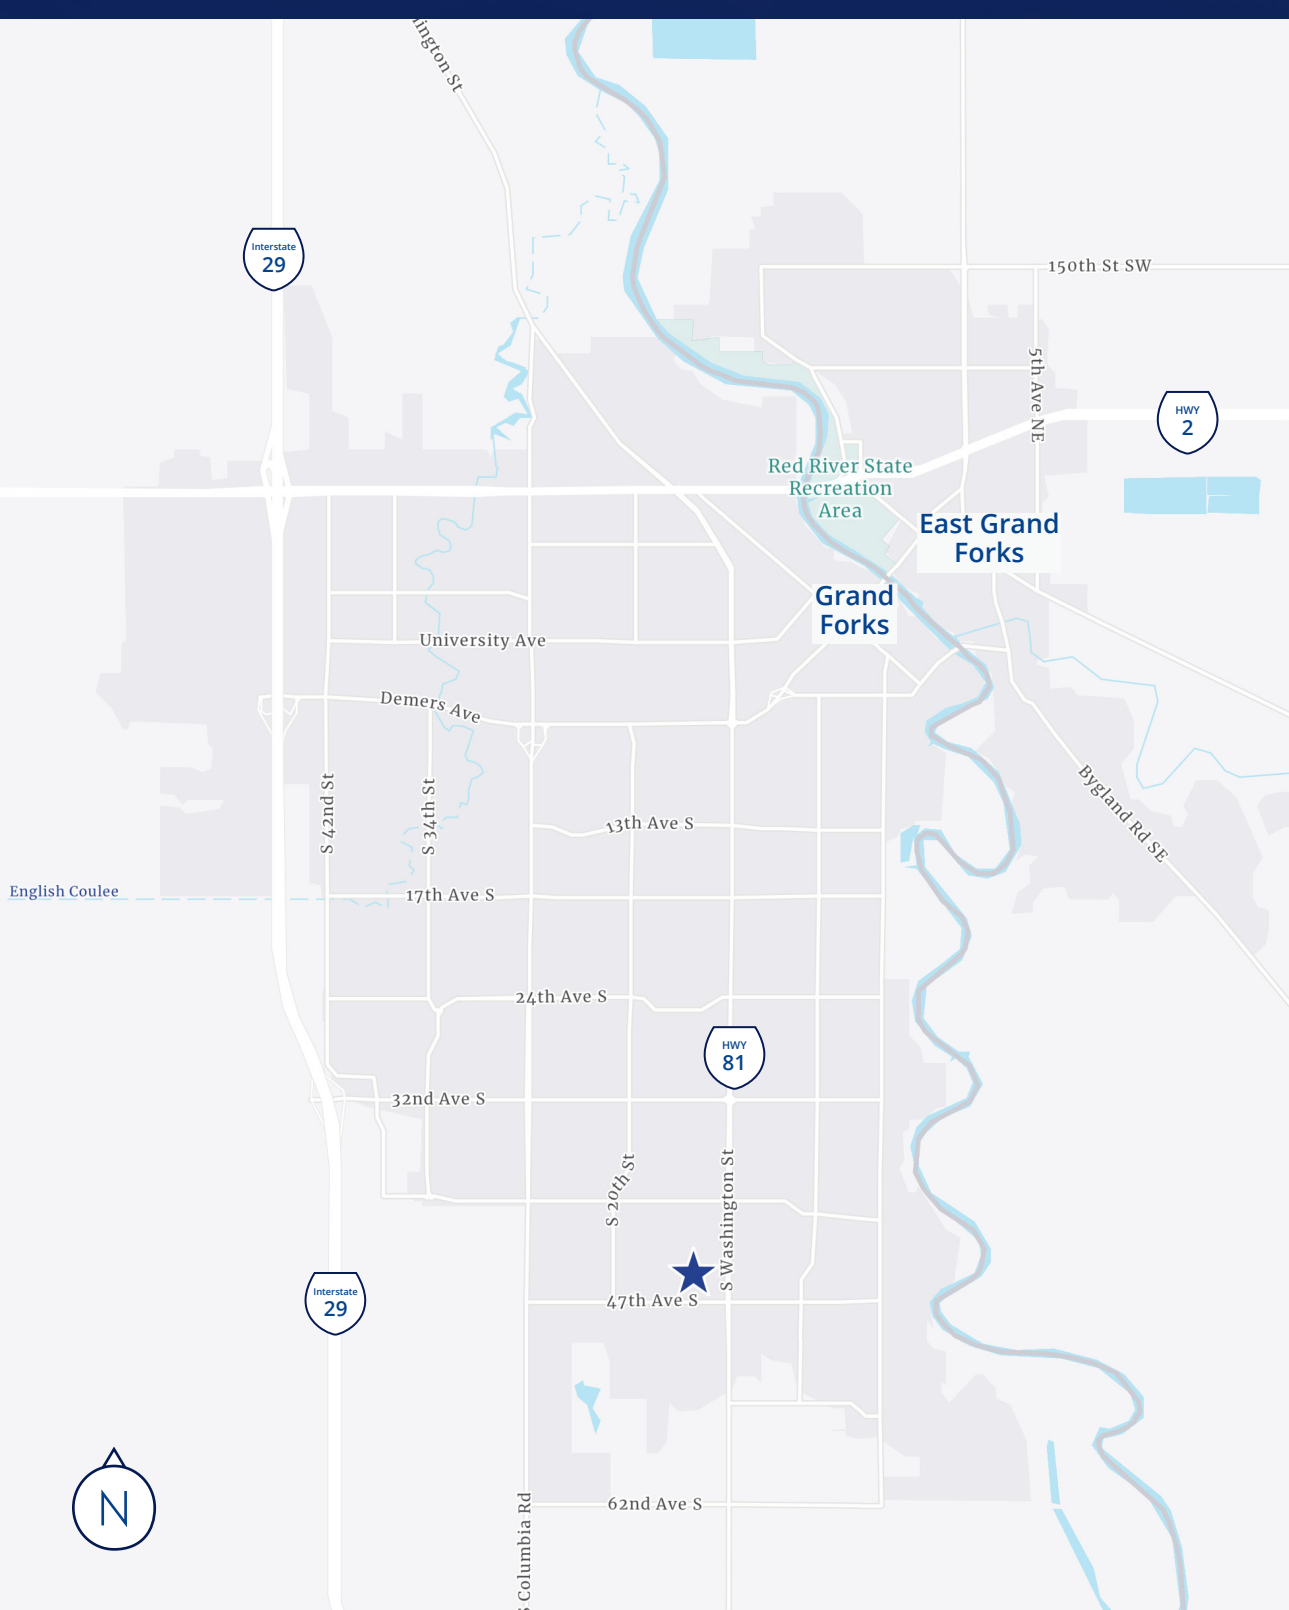 ington St
Interstate
29
150th St SW
5th Ave NE
HWY
2
Red River State
Recreation
Area
East Grand
Forks
Grand
Forks
University Ave
Demers Ave
S 42nd St
S 34th St
13th Ave S
Bygland Rd SE
English Coulee
17th Ave S
24th Ave S
HWY
81
32nd Ave S
S 20th St
S Washington St
Interstate
29
47th Ave S
N
62nd Ave S
S Columbia Rd